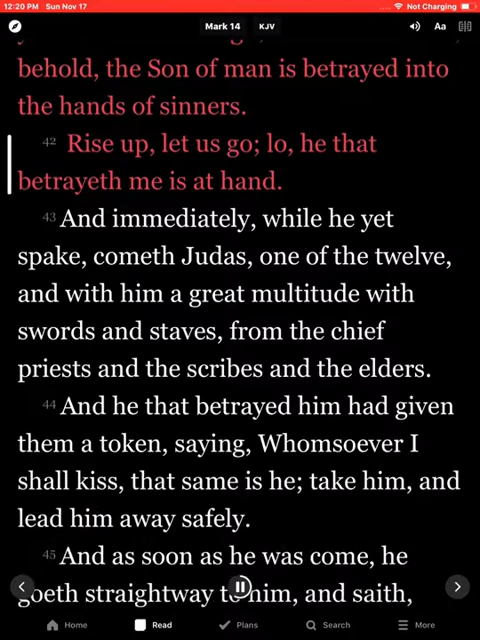 12:20 PM Sun Nov 17
Not Charging
Mark 14 KJV
Aa
behold, the Son of man is betrayed into
the hands of sinners.
42 Rise up, let us go; lo, he that
betrayeth me is at hand.
43 And immediately, while he yet
spake, cometh Judas, one of the twelve,
and with him a great multitude with
swords and staves, from the chief
priests and the scribes and the elders.
44 And he that betrayed him had given
them a token, saying, Whomsoever I
shall kiss, that same is he; take him, and
lead him away safely.
45 And as soon as he was come, he
goeth straightway to him, and saith,
Home Read Plans Search More